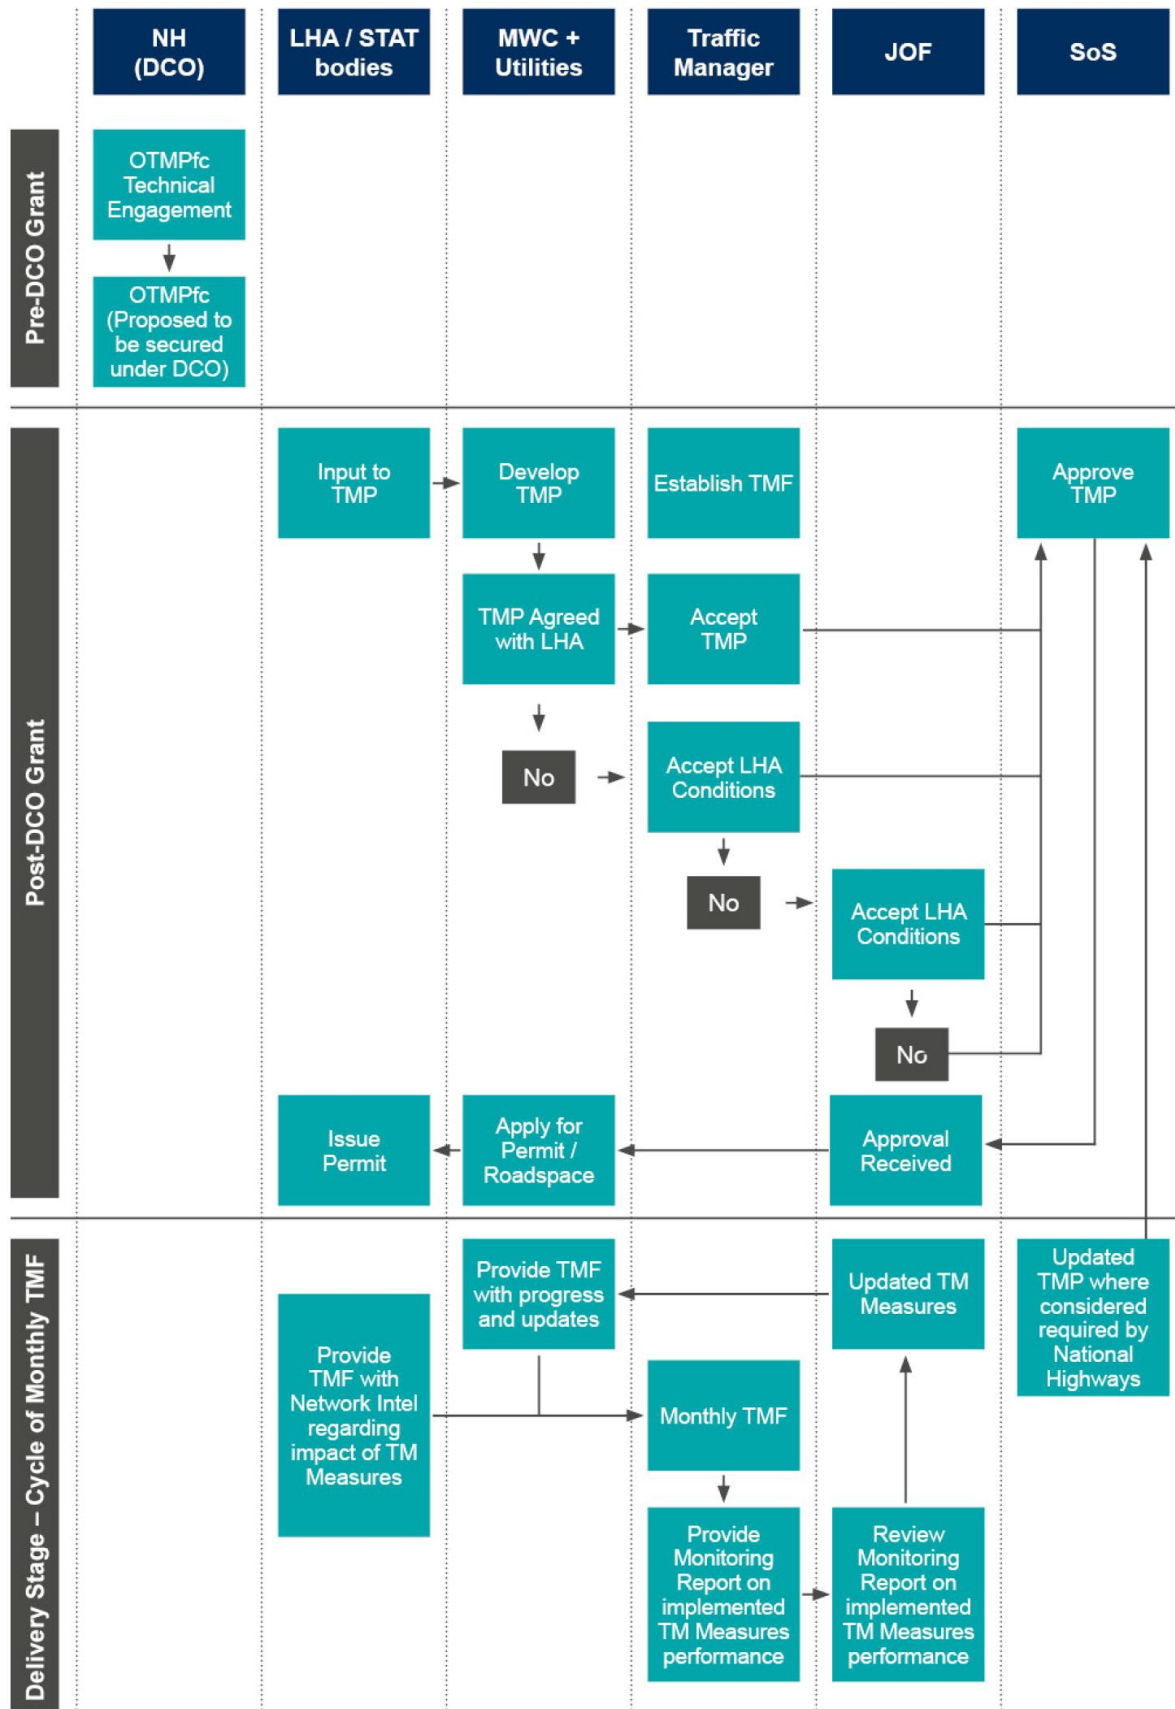 NH
(DCO)
LHA / STAT
bodies
MWC +
Utilities
Traffic
Manager
JOF
SoS
Pre-DCO Grant
OTMPfc
Technical
Engagement
OTMPfc
(Proposed to
be secured
under DCO)
Post-DCO Grant
Input to
TMP
Develop
TMP
Establish TMF
Approve
TMP
TMP Agreed
with LHA
Accept
TMP
No
Accept LHA
Conditions
No
Accept LHA
Conditions
No
Issue
Permit
Apply for
Permit /
Roadspace
Approval
Received
Delivery Stage – Cycle of Monthly TMF
Provide TMF
with progress
and updates
Updated TM
Measures
Updated
TMP where
considered
required by
National
Highways
Provide
TMF with
Network Intel
regarding
impact of TM
Measures
Monthly TMF
Provide
Monitoring
Report on
implemented
TM Measures
performance
Review
Monitoring
Report on
implemented
TM Measures
performance